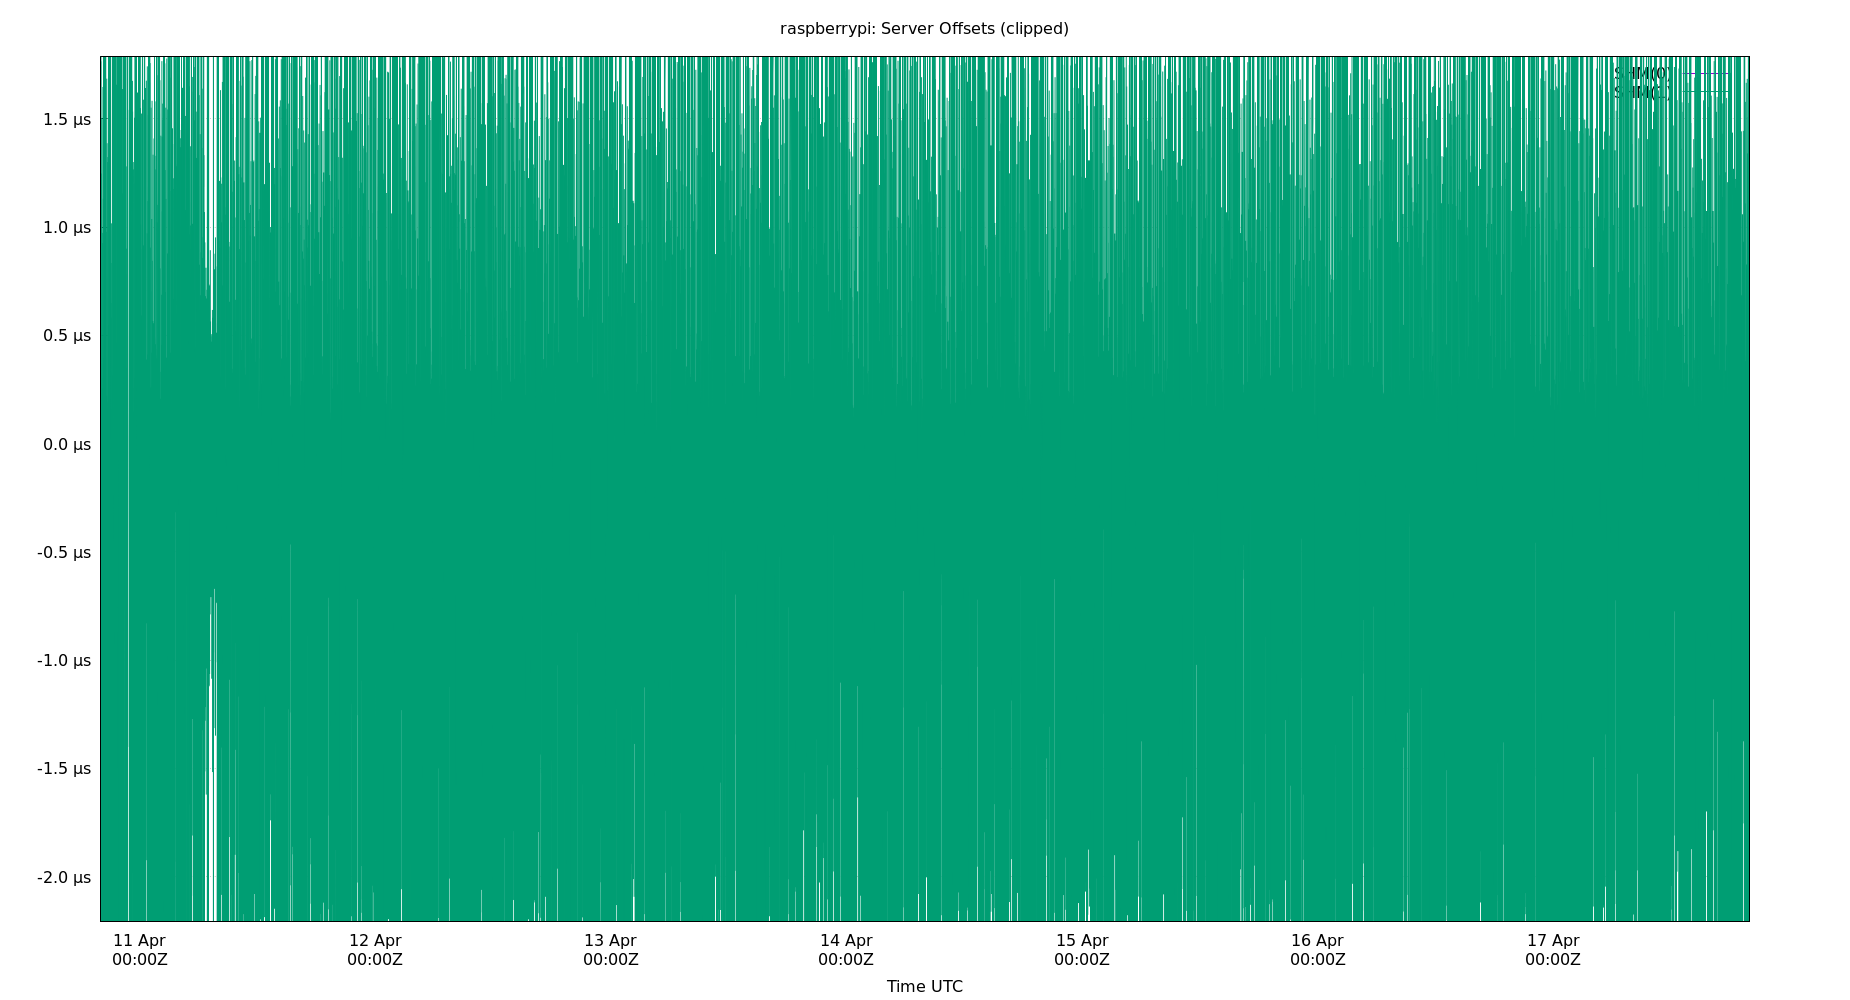 raspberrypi: Server Offsets (clipped)
SHM(0)
1.5 µs
1.0 µs
0.5 µs
0.0 µs
-0.5 µs
-1.0 µs
-1.5 µs
-2.0 µs
11 Apr 12 Apr 13 Apr 14 Apr 15 Apr 16 Apr 17 Apr
00:00Z 00:00Z 00:00Z 00:00Z 00:00Z 00:00Z 00:00Z
Time UTC